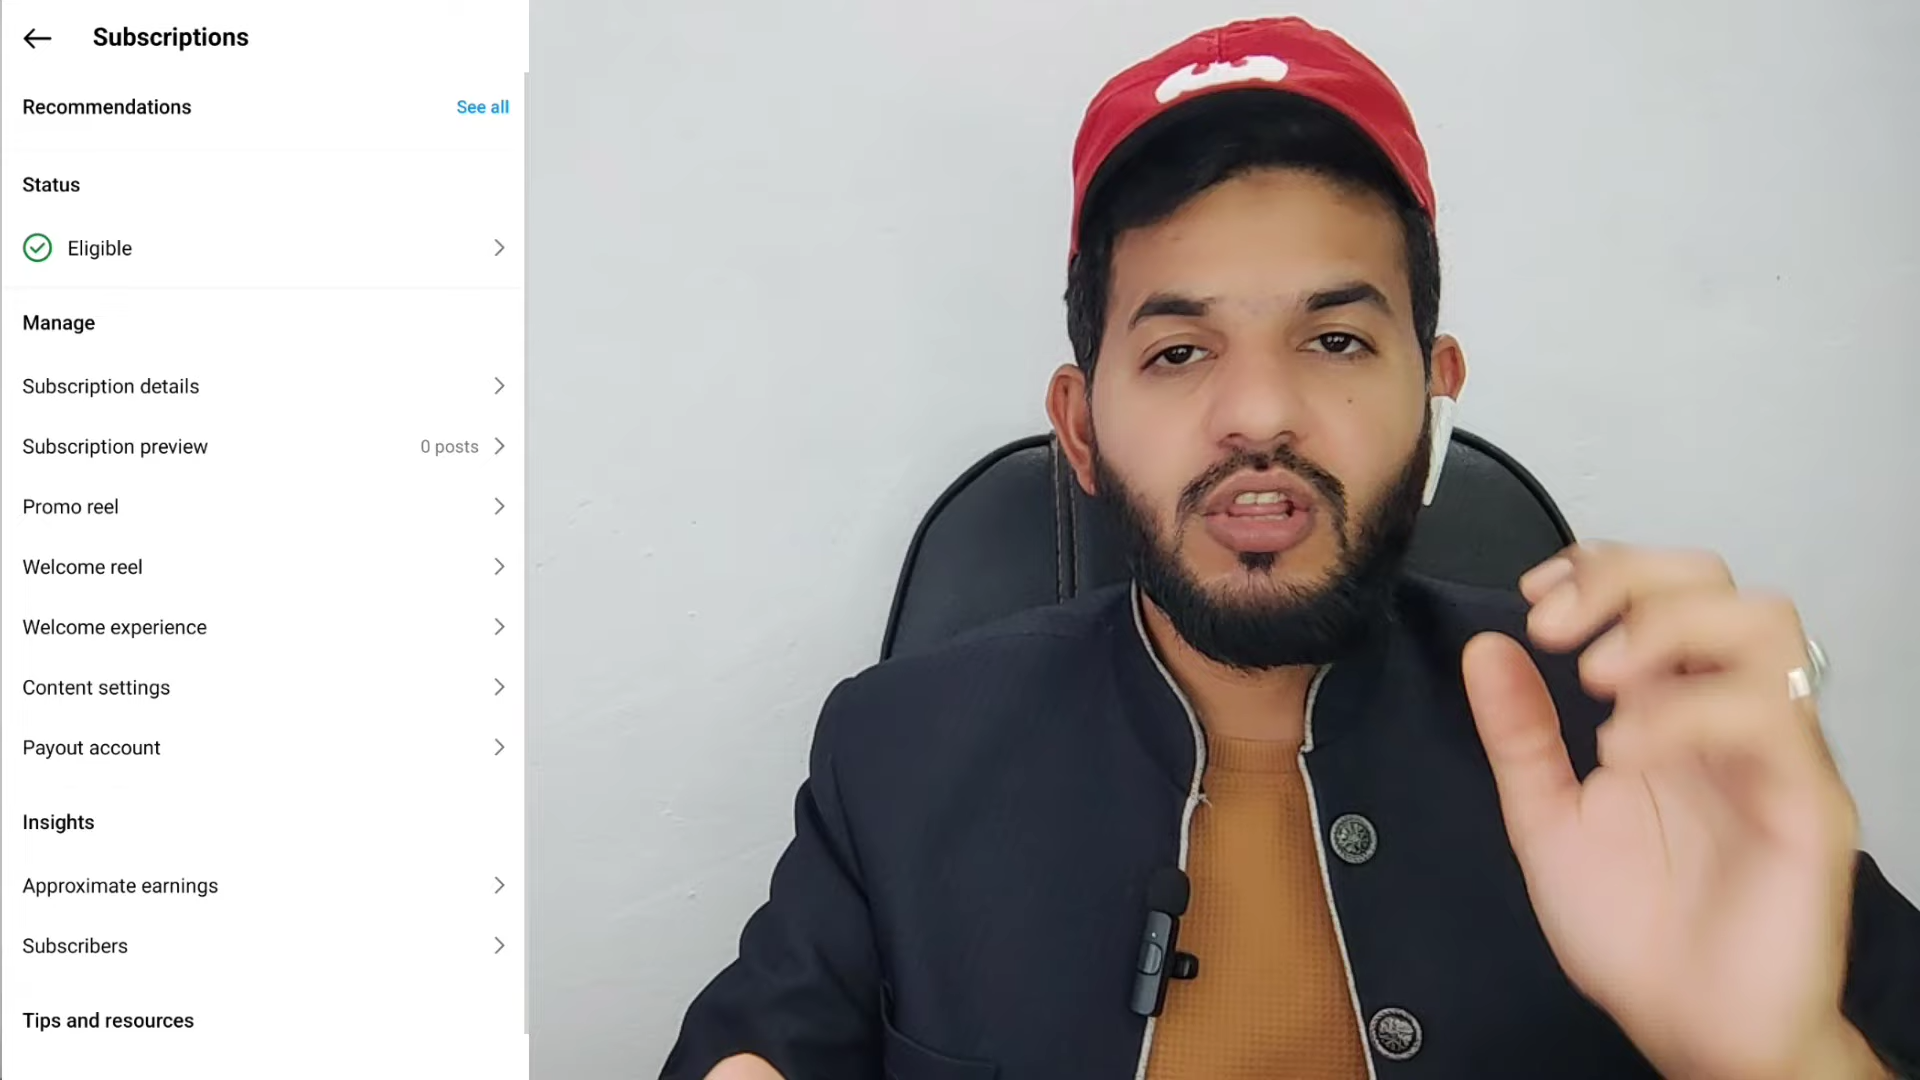 Subscriptions
Recommendations See all
Status
Eligible
Manage
Subscription details
Subscription preview 0 posts
Promo reel
Welcome reel
Welcome experience
Content settings
Payout account
Insights
Approximate earnings
Subscribers
Tips and resources